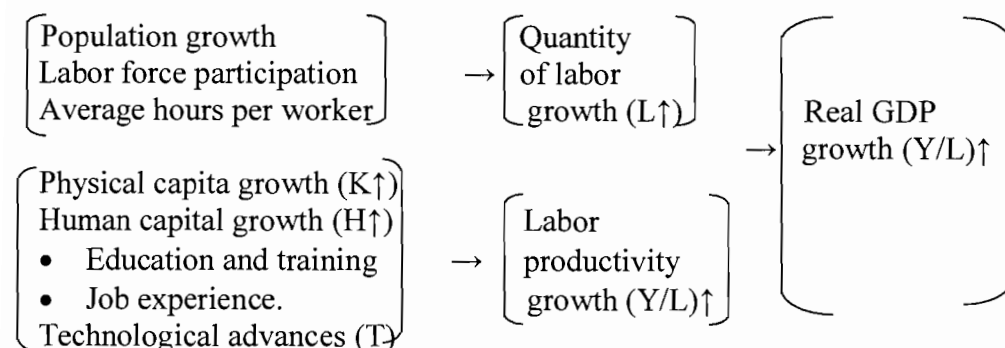 Population growth
Labor force participation
Average hours per worker
→
Quantity
of labor
growth (L↑)
Physical capita growth (K↑)
Human capital growth (H↑)
• Education and training
• Job experience.
Technological advances (T)
→
Labor
productivity
growth (Y/L)↑
→
Real GDP
growth (Y/L)↑